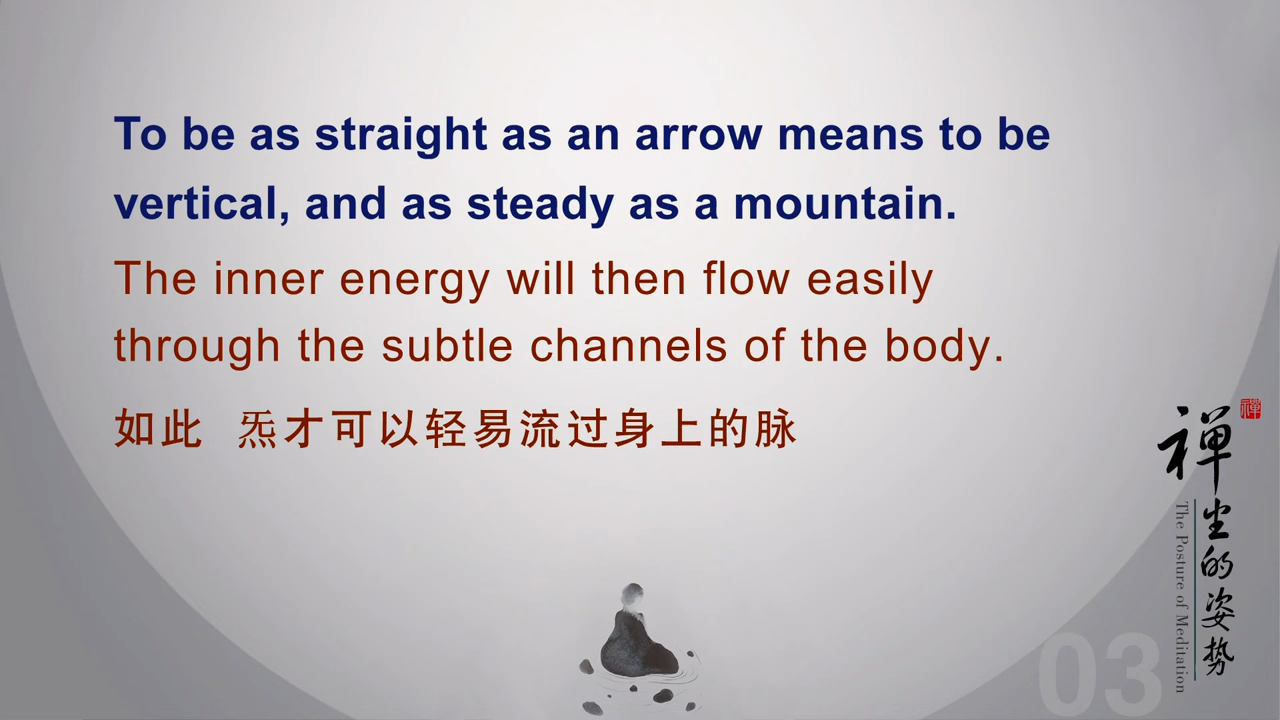 To be as straight as an arrow means to be
vertical, and as steady as a mountain.
The inner energy will then flow easily
through the subtle channels of the body.
如此 炁才可以轻易流过身上的脉
禪
禅坐的姿势
The Posture of Meditation
03